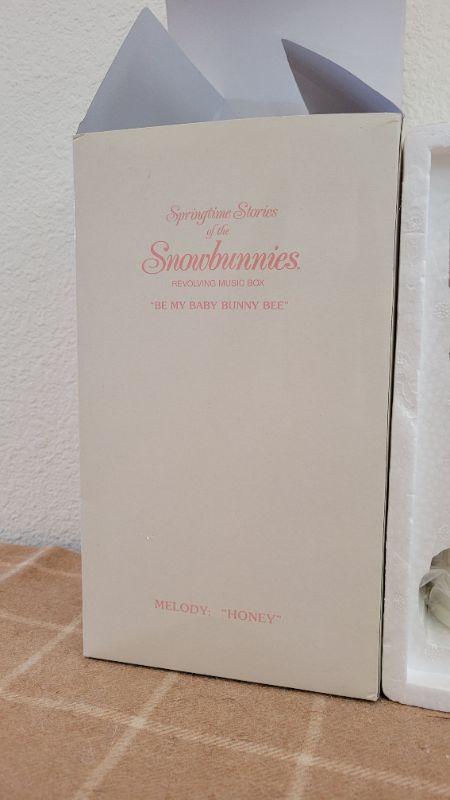 Springtime Stories
of the
Snowbunnies.
REVOLVING MUSIC BOX
"BE MY BABY BUNNY BEE"
MELODY: "HONEY"